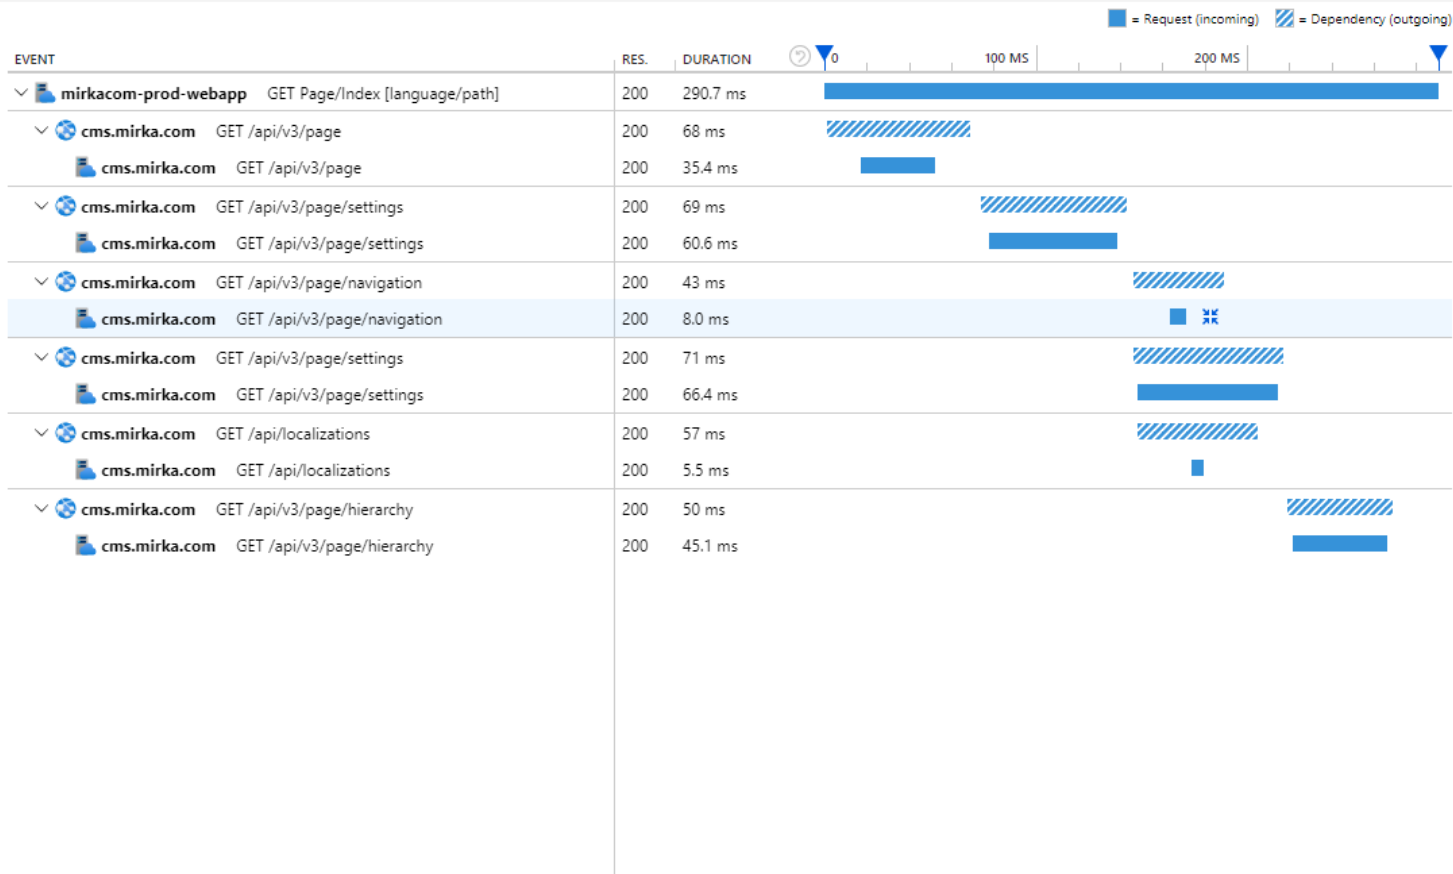 = Request (incoming) = Dependency (outgoing)
EVENT RES. DURATION 0 100 MS 200 MS
mirkacom-prod-webapp GET Page/Index [language/path] 200 290.7 ms
cms.mirka.com GET /api/v3/page 200 68 ms
cms.mirka.com GET /api/v3/page 200 35.4 ms
cms.mirka.com GET /api/v3/page/settings 200 69 ms
cms.mirka.com GET /api/v3/page/settings 200 60.6 ms
cms.mirka.com GET /api/v3/page/navigation 200 43 ms
cms.mirka.com GET /api/v3/page/navigation 200 8.0 ms
cms.mirka.com GET /api/v3/page/settings 200 71 ms
cms.mirka.com GET /api/v3/page/settings 200 66.4 ms
cms.mirka.com GET /api/localizations 200 57 ms
cms.mirka.com GET /api/localizations 200 5.5 ms
cms.mirka.com GET /api/v3/page/hierarchy 200 50 ms
cms.mirka.com GET /api/v3/page/hierarchy 200 45.1 ms